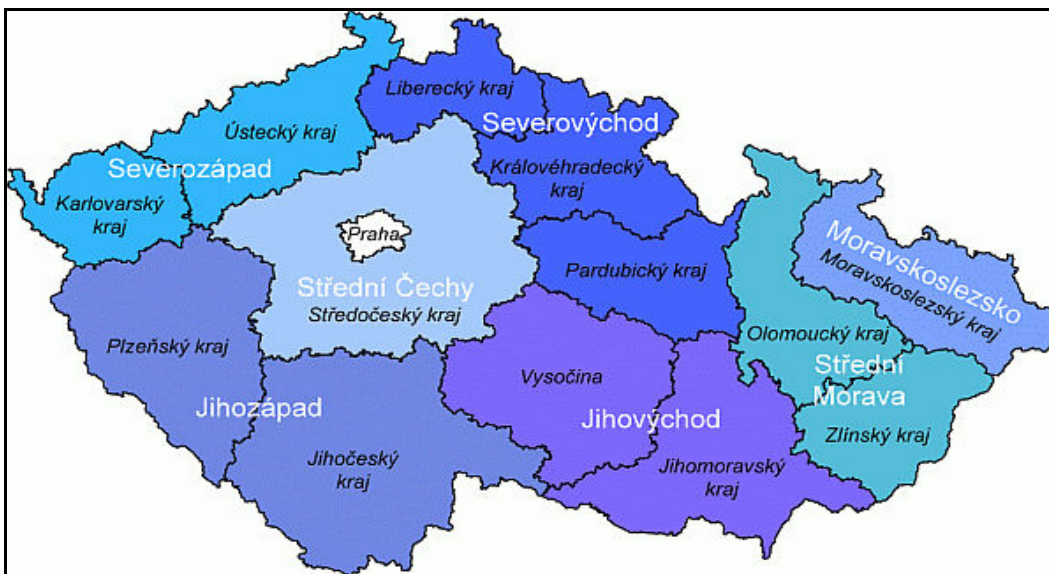 Liberecký kraj
Severovýchod
Ústecký kraj
Severozápad
Královéhradecký
kraj
Karlovarský
kraj
Praha
Moravskoslezsko
Moravskoslezský kraj
Pardubický kraj
Střední Čechy
Středočeský kraj
Olomoucký kraj
Plzeňský kraj
Střední
Morava
Vysočina
Jihozápad
Jihovýchod
Zlínský kraj
Jihočeský
kraj
Jihomoravský
kraj